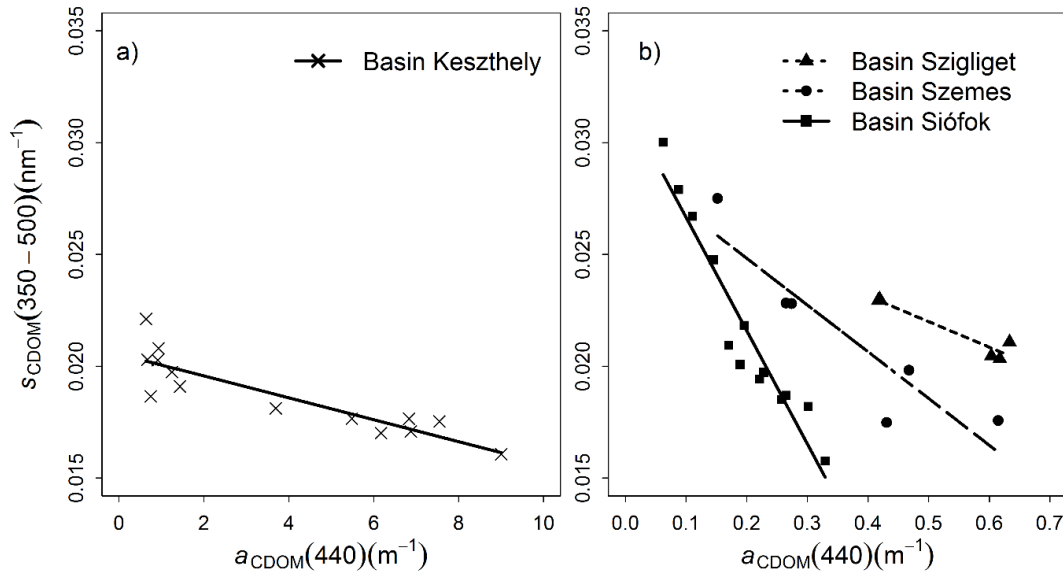 a)
Basin Keszthely
b)
Basin Szigliget
Basin Szemes
Basin Siófok
sCDOM(350 − 500)(nm−1)
0.035
0.030
0.025
0.020
0.015
0 2 4 6 8 10
aCDOM(440)(m−1)
0.035
0.030
0.025
0.020
0.015
0.0 0.1 0.2 0.3 0.4 0.5 0.6 0.7
aCDOM(440)(m−1)